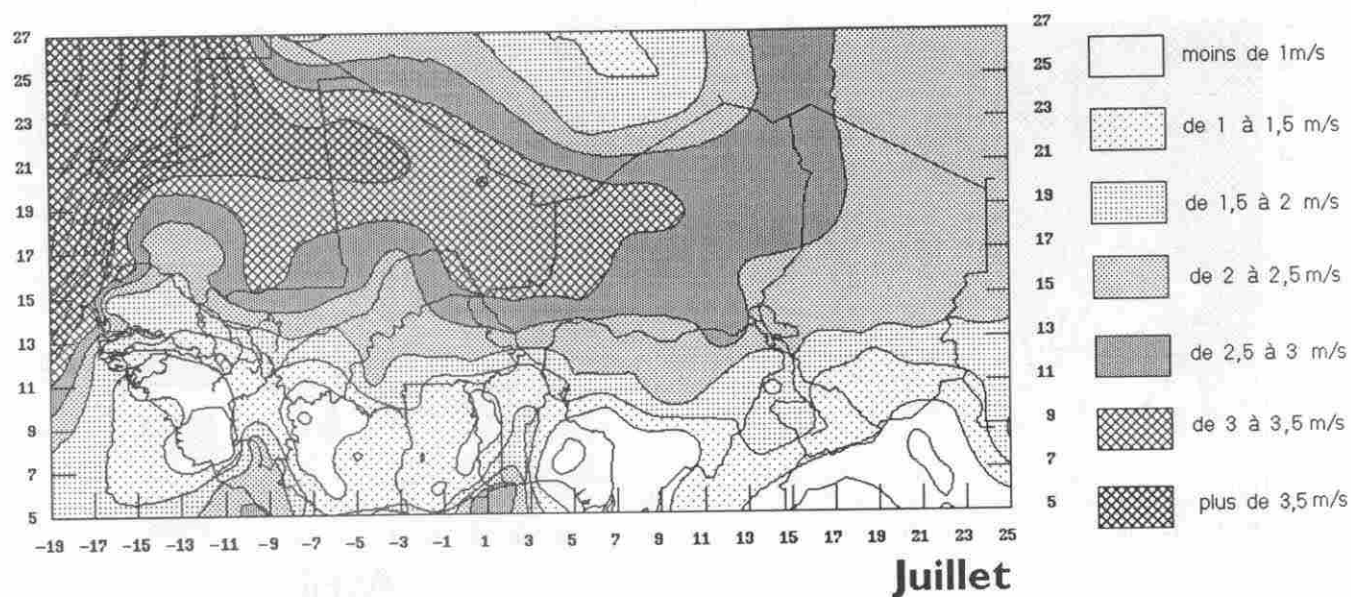 27
25
23
21
19
17
15
13
11
9
7
5
-19 -17 -15 -13 -11 -9 -7 -5 -3 -1 1 3 5 7 9 11 13 15 17 19 21 23 25
27
25
23
21
19
17
15
13
11
9
7
5
moins de 1m/s
de 1 à 1,5 m/s
de 1,5 à 2 m/s
de 2 à 2,5 m/s
de 2,5 à 3 m/s
de 3 à 3,5 m/s
plus de 3,5 m/s
Juillet